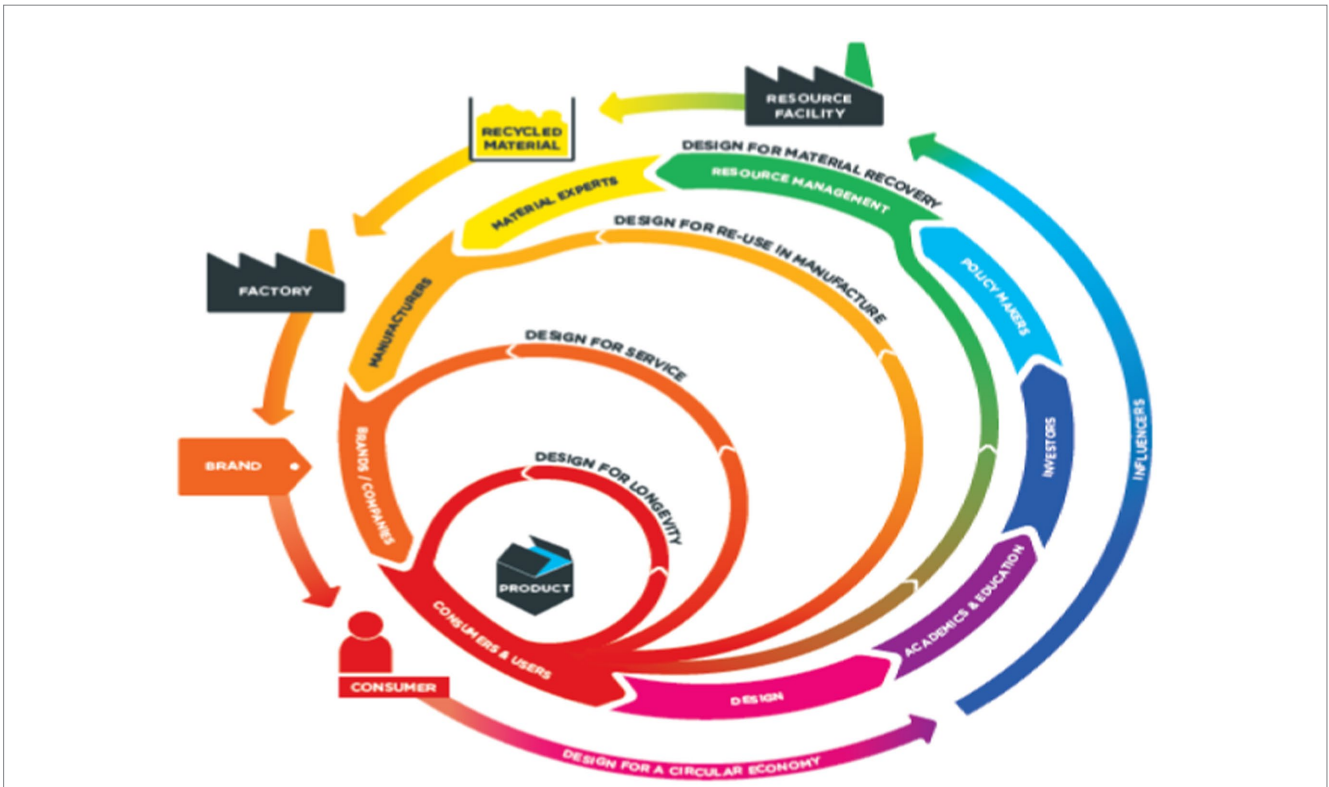 RESOURCE
FACILITY
RECYCLED
MATERIAL
DESIGN FOR MATERIAL RECOVERY
RESOURCE MANAGEMENT
MATERIAL EXPERTS
DESIGN FOR RE-USE IN MANUFACTURE
POLICY MAKERS
FACTORY
MANUFACTURERS
DESIGN FOR SERVICE
INFLUENCERS
INVESTORS
BRAND
BRANDS / COMPANIES
DESIGN FOR LONGEVITY
PRODUCT
ACADEMICS & EDUCATION
CONSUMERS & USERS
CONSUMER
DESIGN
DESIGN FOR A CIRCULAR ECONOMY